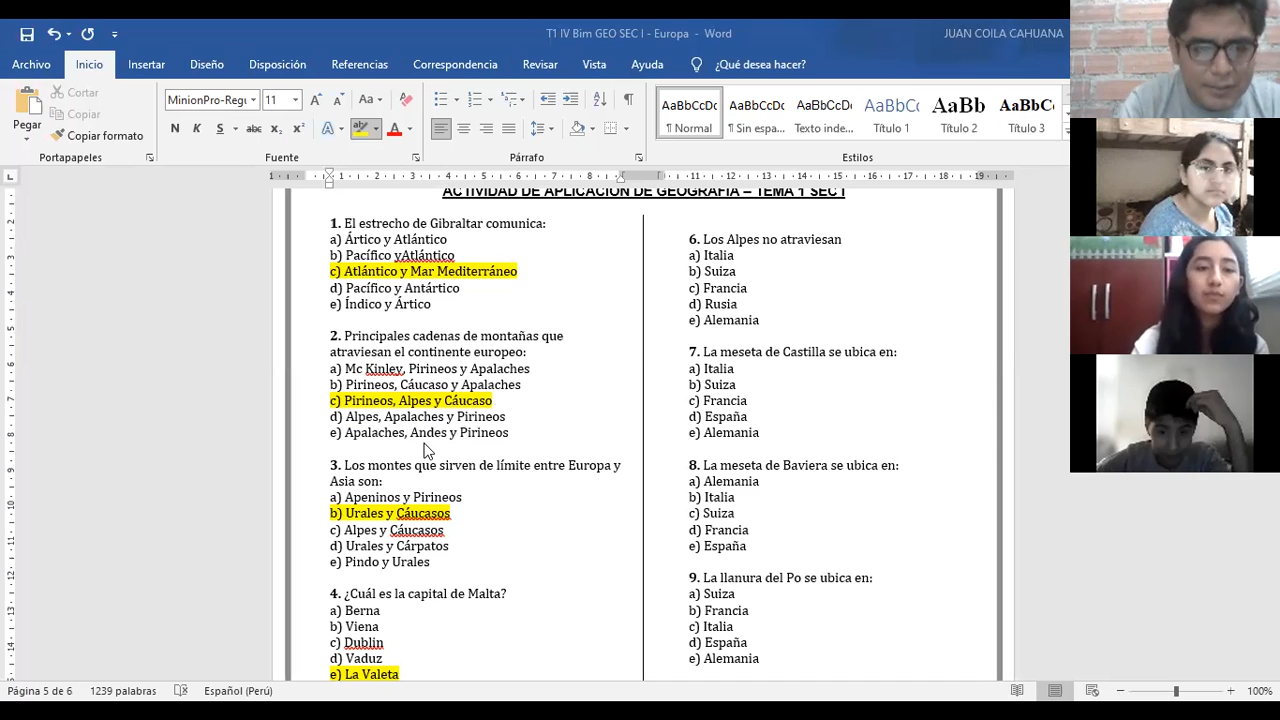 T1 IV Bim GEO SEC I - Europa - Word
JUAN COILA CAHUANA
Archivo Inicio Insertar Diseño Disposición Referencias Correspondencia Revisar Vista Ayuda ¿Qué desea hacer?
Pegar
Cortar
Copiar
Copiar formato
Portapapeles
MinionPro-Regu 11
Aa
N K S abc x₂ x²
Fuente
Párrafo
AaBbCcDc AaBbCcDc AaBbCcDc AaBbCc AaBb AaBbCc
¶ Normal ¶ Sin espa... Texto inde... Título 1 Título 2 Título 3
Estilos
ACTIVIDAD DE APLICACIÓN DE GEOGRAFÍA – TEMA 1 SEC I
1. El estrecho de Gibraltar comunica:
a) Ártico y Atlántico
b) Pacífico yAtlántico
c) Atlántico y Mar Mediterráneo
d) Pacífico y Antártico
e) Índico y Ártico
2. Principales cadenas de montañas que
atraviesan el continente europeo:
a) Mc Kinley, Pirineos y Apalaches
b) Pirineos, Cáucaso y Apalaches
c) Pirineos, Alpes y Cáucaso
d) Alpes, Apalaches y Pirineos
e) Apalaches, Andes y Pirineos
3. Los montes que sirven de límite entre Europa y
Asia son:
a) Apeninos y Pirineos
b) Urales y Cáucasos
c) Alpes y Cáucasos
d) Urales y Cárpatos
e) Pindo y Urales
4. ¿Cuál es la capital de Malta?
a) Berna
b) Viena
c) Dublin
d) Vaduz
e) La Valeta
6. Los Alpes no atraviesan
a) Italia
b) Suiza
c) Francia
d) Rusia
e) Alemania
7. La meseta de Castilla se ubica en:
a) Italia
b) Suiza
c) Francia
d) España
e) Alemania
8. La meseta de Baviera se ubica en:
a) Alemania
b) Italia
c) Suiza
d) Francia
e) España
9. La llanura del Po se ubica en:
a) Suiza
b) Francia
c) Italia
d) España
e) Alemania
Página 5 de 6 1239 palabras Español (Perú) 100%